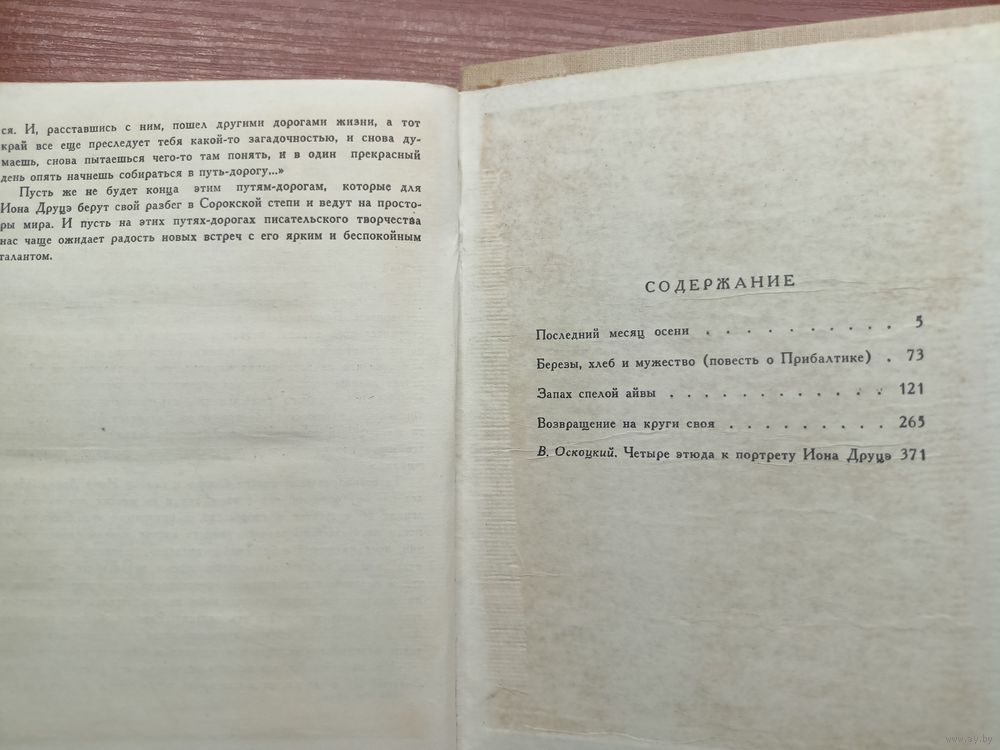 ся. И, расставшись с ним, пошел другими дорогами жизни, а тот
край все еще преследует тебя какой-то загадочностью, и снова ду-
маешь, снова пытаешься чего-то там понять, и в один прекрасный
день опять начнешь собираться в путь-дорогу...»
Пусть же не будет конца этим путям-дорогам, которые для
Иона Друцэ берут свой разбег в Сорокской степи и ведут на просто-
ры мира. И пусть на этих путях-дорогах писательского творчества
нас чаще ожидает радость новых встреч с его ярким и беспокойным
талантом.
СОДЕРЖАНИЕ
Последний месяц осени . . . . . . . . . . 5
Березы, хлеб и мужество (повесть о Прибалтике) . 73
Запах спелой айвы . . . . . . . . . . . . 121
Возвращение на круги своя . . . . . . . . . 265
В. Оскоцкий. Четыре этюда к портрету Иона Друцэ 371
www.ay.by